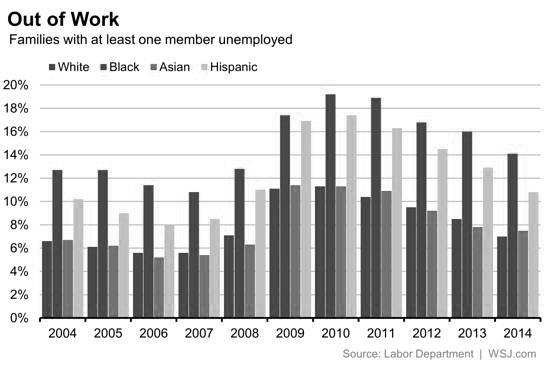 Out of Work
Families with at least one member unemployed
White Black Asian Hispanic
20%
18%
16%
14%
12%
10%
8%
6%
4%
2%
0%
2004 2005 2006 2007 2008 2009 2010 2011 2012 2013 2014
Source: Labor Department | WSJ.com